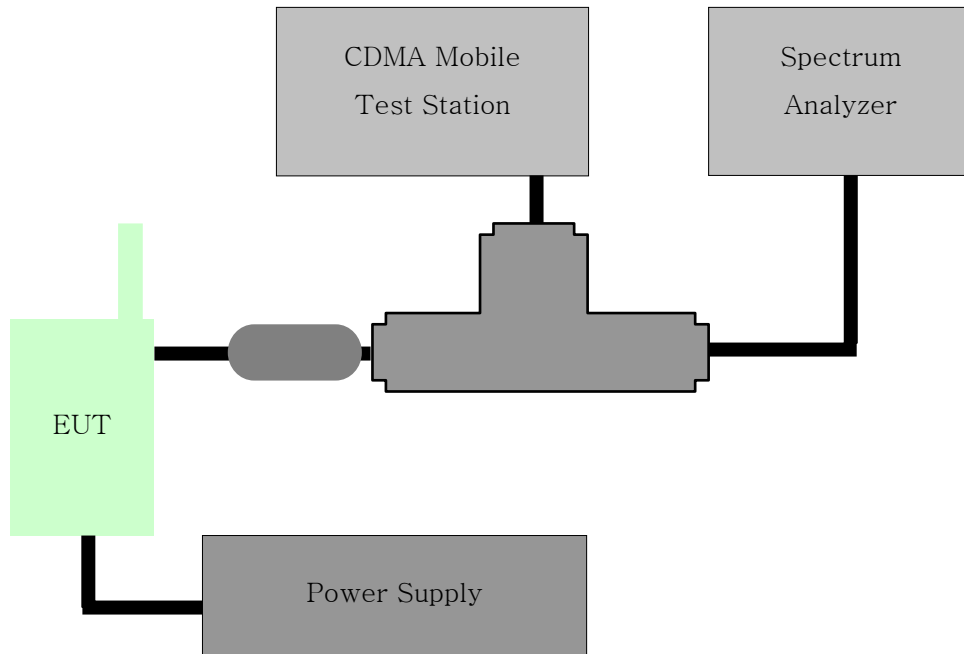 CDMA Mobile
Test Station
Spectrum
Analyzer
EUT
Power Supply